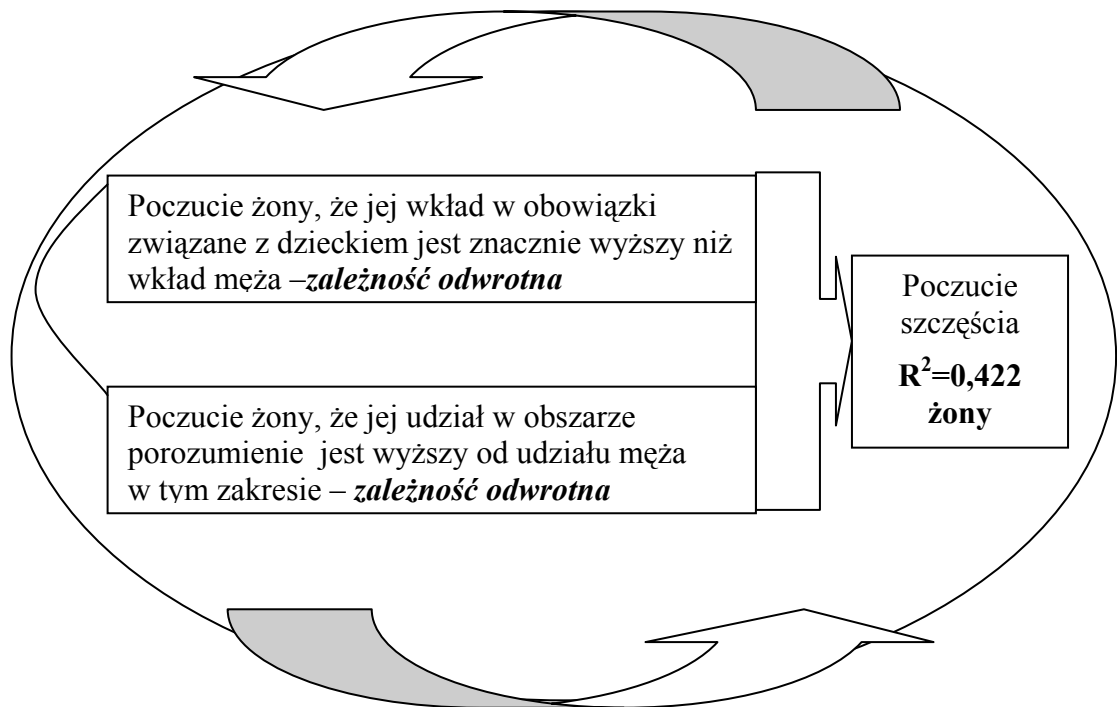 Poczucie żony, że jej wkład w obowiązki
związane z dzieckiem jest znacznie wyższy niż
wkład męża –zależność odwrotna
Poczucie żony, że jej udział w obszarze
porozumienie  jest wyższy od udziału męża
w tym zakresie – zależność odwrotna
Poczucie
szczęścia
R²=0,422
żony